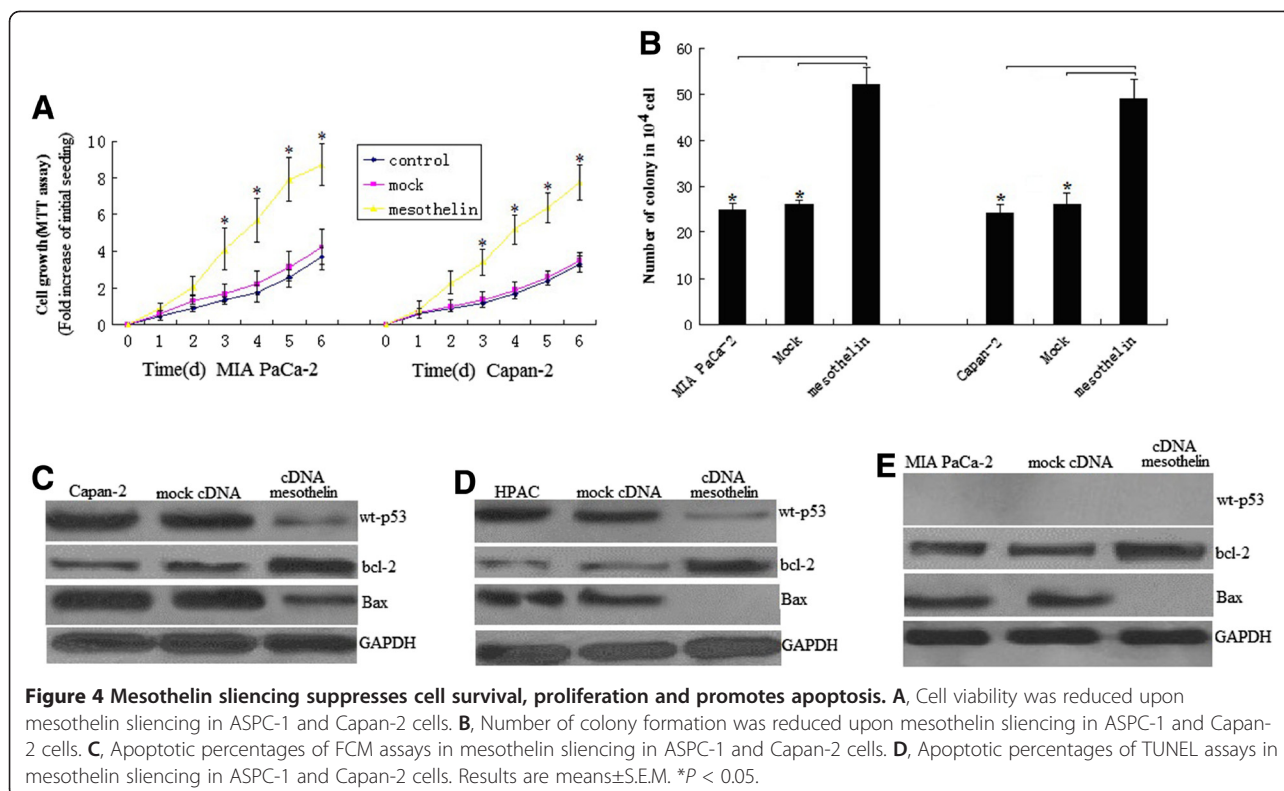 A
Cell growth(MTT assay)
(Fold increase of initial seeding)
10
8
6
4
2
0
* * * *
* * * *
control
mock
mesothelin
0 1 2 3 4 5 6
0 1 2 3 4 5 6
Time(d) MIA PaCa-2
Time(d) Capan-2
B
Number of colony in 10⁴ cell
60
50
40
30
20
10
0
* *
* *
MIA PaCa-2
Mock
mesothelin
Capan-2
Mock
mesothelin
C
Capan-2 mock cDNA cDNA mesothelin
wt-p53
bcl-2
Bax
GAPDH
D
HPAC mock cDNA cDNA mesothelin
wt-p53
bcl-2
Bax
GAPDH
E
MIA PaCa-2 mock cDNA cDNA mesothelin
wt-p53
bcl-2
Bax
GAPDH
Figure 4 Mesothelin sliencing suppresses cell survival, proliferation and promotes apoptosis. A, Cell viability was reduced upon
mesothelin sliencing in ASPC-1 and Capan-2 cells. B, Number of colony formation was reduced upon mesothelin sliencing in ASPC-1 and Capan-
2 cells. C, Apoptotic percentages of FCM assays in mesothelin sliencing in ASPC-1 and Capan-2 cells. D, Apoptotic percentages of TUNEL assays in
mesothelin sliencing in ASPC-1 and Capan-2 cells. Results are means±S.E.M. *P < 0.05.